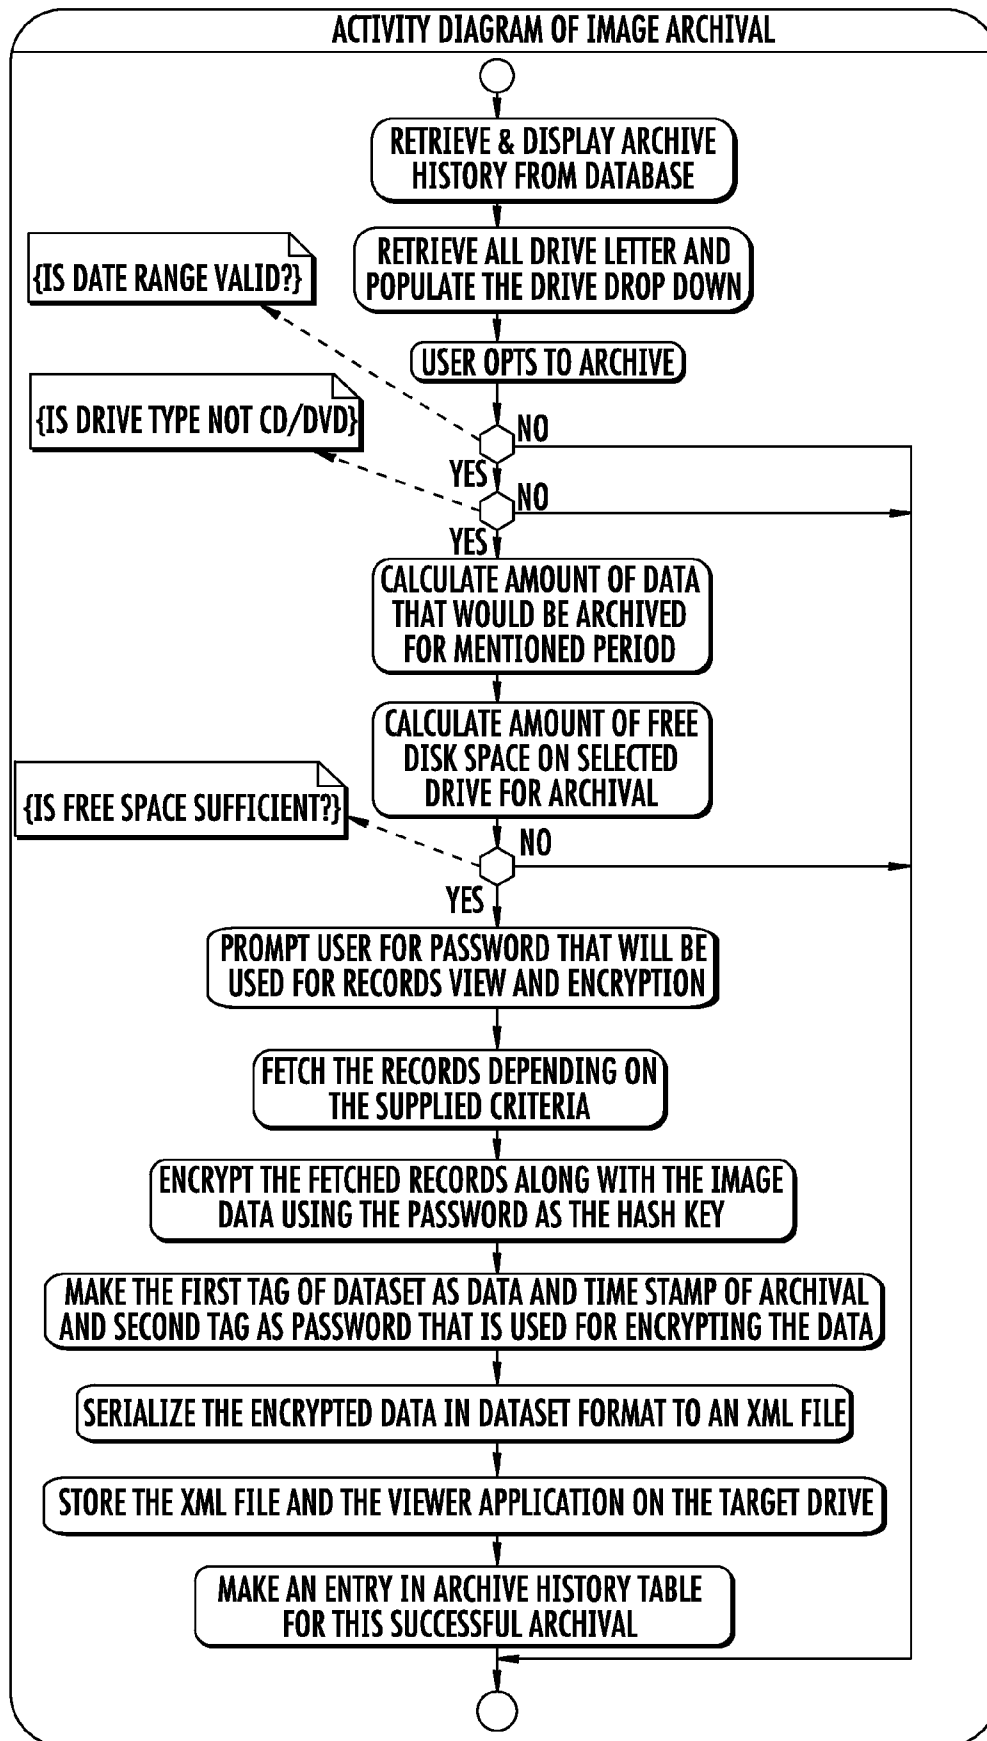 ACTIVITY DIAGRAM OF IMAGE ARCHIVAL
RETRIEVE & DISPLAY ARCHIVE
HISTORY FROM DATABASE
RETRIEVE ALL DRIVE LETTER AND
POPULATE THE DRIVE DROP DOWN
{IS DATE RANGE VALID?}
USER OPTS TO ARCHIVE
{IS DRIVE TYPE NOT CD/DVD}
NO
YES
NO
YES
CALCULATE AMOUNT OF DATA
THAT WOULD BE ARCHIVED
FOR MENTIONED PERIOD
CALCULATE AMOUNT OF FREE
DISK SPACE ON SELECTED
DRIVE FOR ARCHIVAL
{IS FREE SPACE SUFFICIENT?}
NO
YES
PROMPT USER FOR PASSWORD THAT WILL BE
USED FOR RECORDS VIEW AND ENCRYPTION
FETCH THE RECORDS DEPENDING ON
THE SUPPLIED CRITERIA
ENCRYPT THE FETCHED RECORDS ALONG WITH THE IMAGE
DATA USING THE PASSWORD AS THE HASH KEY
MAKE THE FIRST TAG OF DATASET AS DATA AND TIME STAMP OF ARCHIVAL
AND SECOND TAG AS PASSWORD THAT IS USED FOR ENCRYPTING THE DATA
SERIALIZE THE ENCRYPTED DATA IN DATASET FORMAT TO AN XML FILE
STORE THE XML FILE AND THE VIEWER APPLICATION ON THE TARGET DRIVE
MAKE AN ENTRY IN ARCHIVE HISTORY TABLE
FOR THIS SUCCESSFUL ARCHIVAL